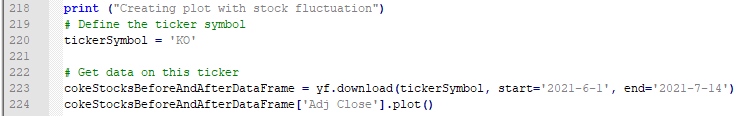 218 print ("Creating plot with stock fluctuation")
219 # Define the ticker symbol
220 tickerSymbol = 'KO'
221
222 # Get data on this ticker
223 cokeStocksBeforeAndAfterDataFrame = yf.download(tickerSymbol, start='2021-6-1', end='2021-7-14')
224 cokeStocksBeforeAndAfterDataFrame['Adj Close'].plot()